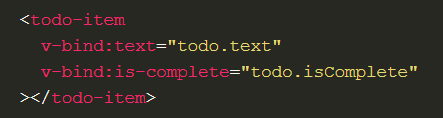 <todo-item
v-bind:text="todo.text"
v-bind:is-complete="todo.isComplete"
></todo-item>